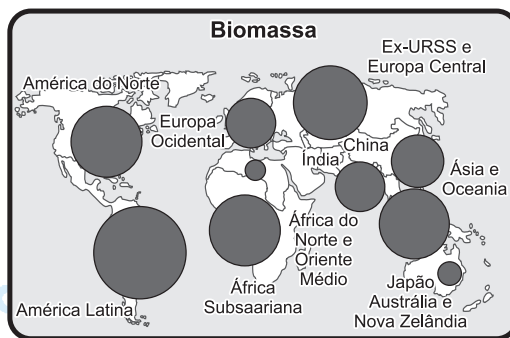 Biomassa
Ex-URSS e
Europa Central
América do Norte
Europa
Ocidental
China
Índia
Ásia e
Oceania
África do
Norte e
Oriente
Médio
África
Subsaariana
Japão
Austrália e
Nova Zelândia
América Latina